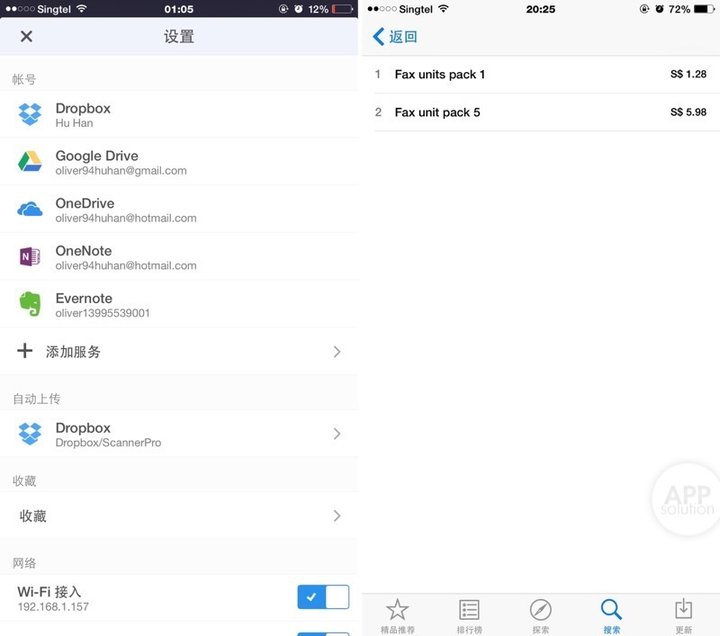 Singtel 01:05 12%
设置
帐号
Dropbox
Hu Han
Google Drive
oliver94huhan@gmail.com
OneDrive
oliver94huhan@hotmail.com
N
OneNote
oliver94huhan@hotmail.com
Evernote
oliver13995539001
添加服务
自动上传
Dropbox
Dropbox/ScannerPro
收藏
收藏
网络
Wi-Fi 接入
192.168.1.157
Singtel 20:25 72%
返回
1 Fax units pack 1 S$ 1.28
2 Fax unit pack 5 S$ 5.98
APP
solution
精品推荐 排行榜 探索 搜索 更新